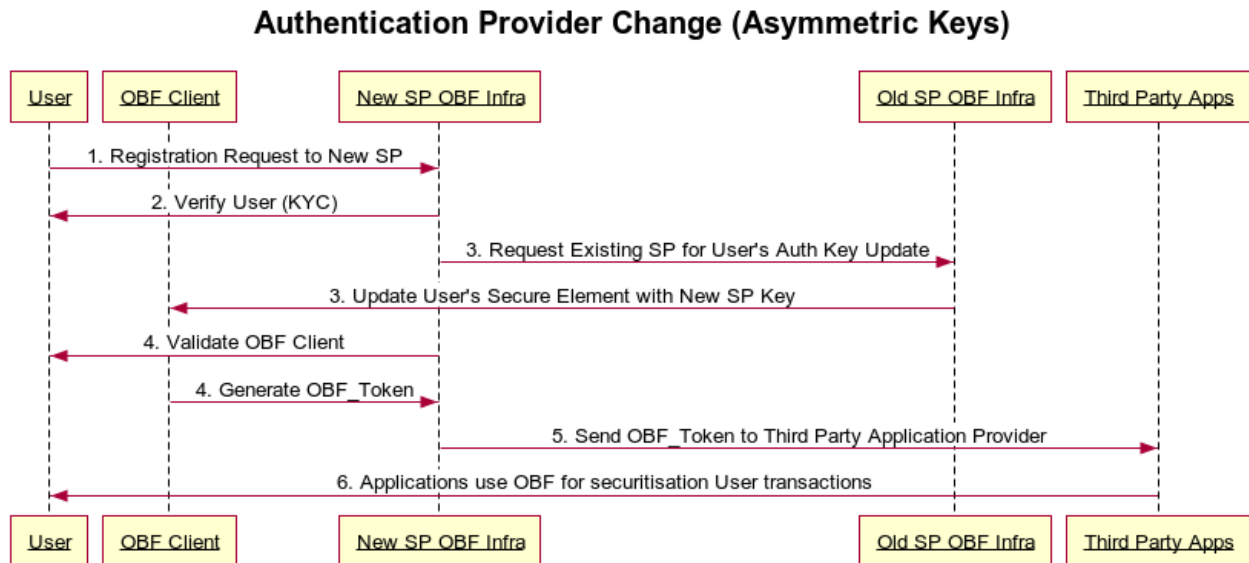 Authentication Provider Change (Asymmetric Keys)
User OBF Client New SP OBF Infra Old SP OBF Infra Third Party Apps
1. Registration Request to New SP
2. Verify User (KYC)
3. Request Existing SP for User's Auth Key Update
3. Update User's Secure Element with New SP Key
4. Validate OBF Client
4. Generate OBF_Token
5. Send OBF_Token to Third Party Application Provider
6. Applications use OBF for securitisation User transactions
User OBF Client New SP OBF Infra Old SP OBF Infra Third Party Apps